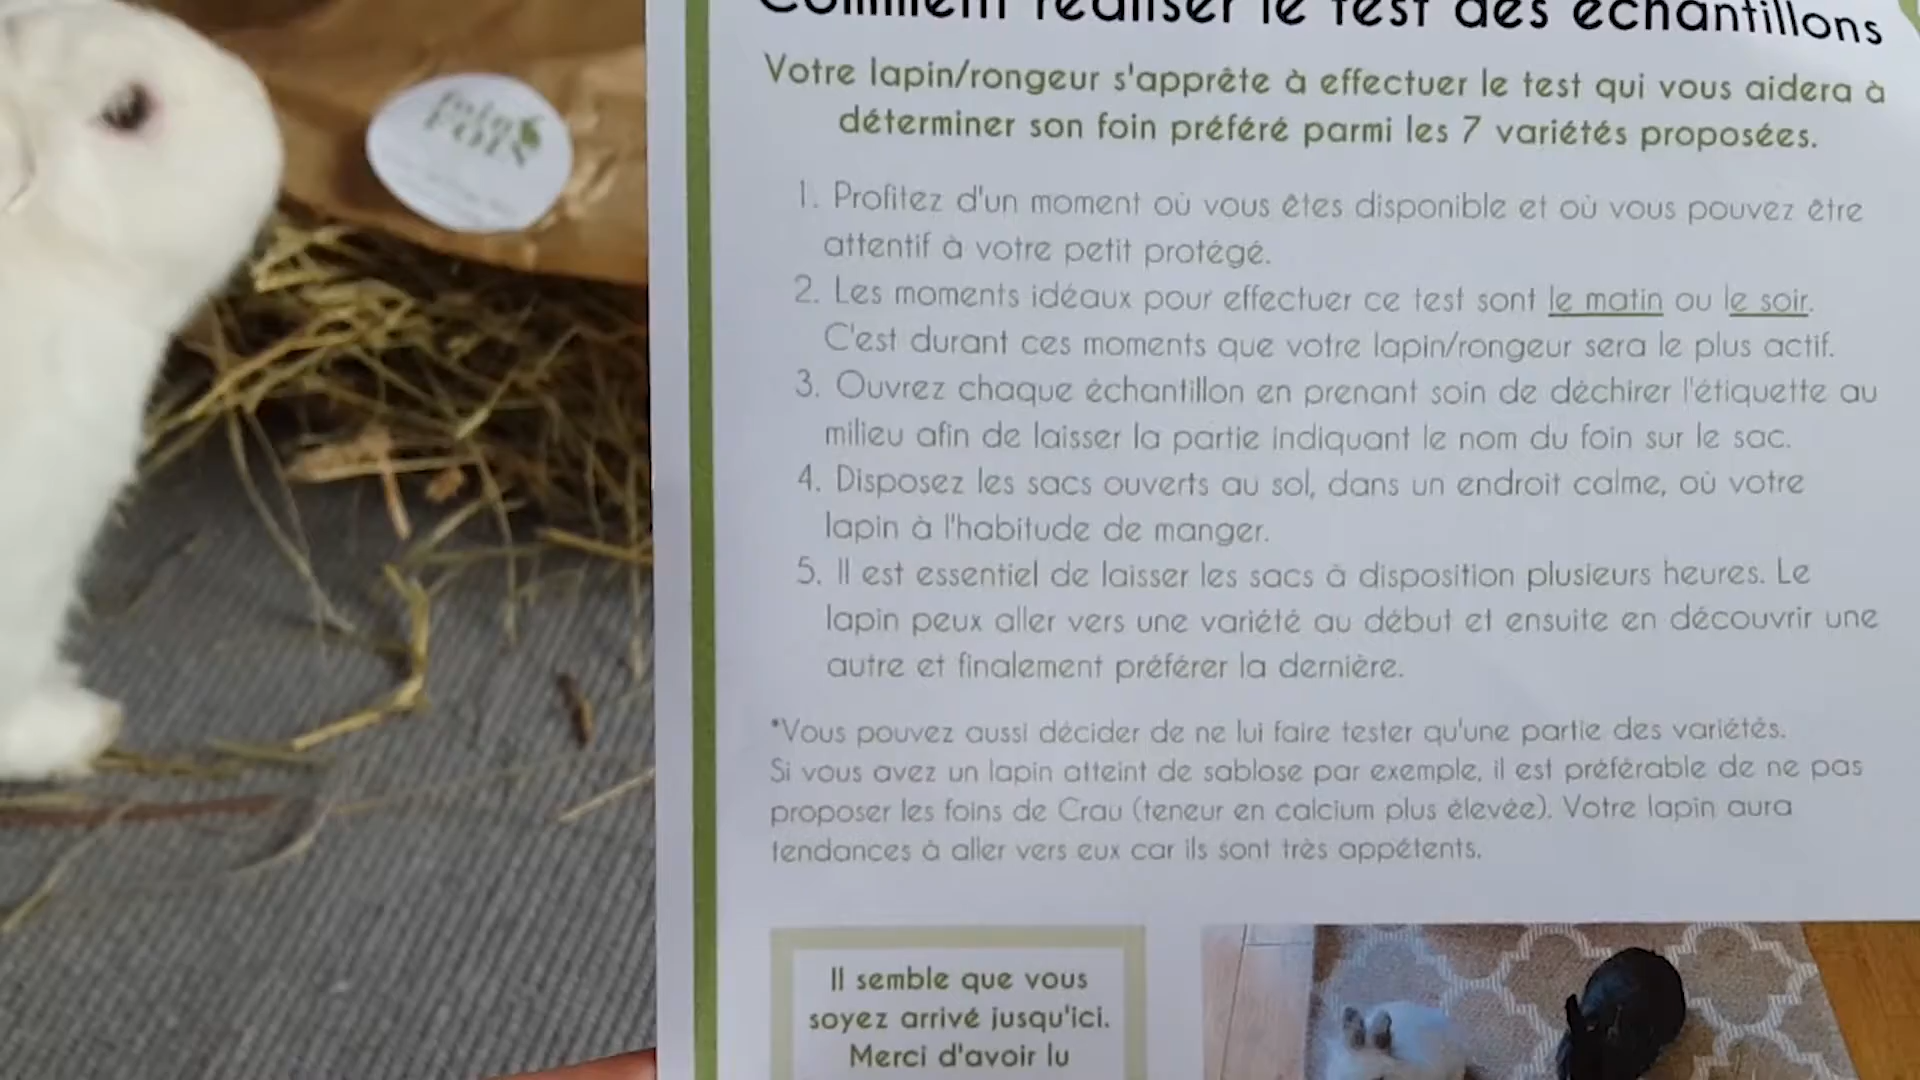 Comment réaliser le test des échantillons
Votre lapin/rongeur s'apprête à effectuer le test qui vous aidera à
déterminer son foin préféré parmi les 7 variétés proposées.
1. Profitez d'un moment où vous êtes disponible et où vous pouvez être
attentif à votre petit protégé.
2. Les moments idéaux pour effectuer ce test sont le matin ou le soir.
C'est durant ces moments que votre lapin/rongeur sera le plus actif.
3. Ouvrez chaque échantillon en prenant soin de déchirer l'étiquette au
milieu afin de laisser la partie indiquant le nom du foin sur le sac.
4. Disposez les sacs ouverts au sol, dans un endroit calme, où votre
lapin à l'habitude de manger.
5. Il est essentiel de laisser les sacs à disposition plusieurs heures. Le
lapin peux aller vers une variété au début et ensuite en découvrir une
autre et finalement préférer la dernière.
*Vous pouvez aussi décider de ne lui faire tester qu'une partie des variétés.
Si vous avez un lapin atteint de sablose par exemple, il est préférable de ne pas
proposer les foins de Crau (teneur en calcium plus élevée). Votre lapin aura
tendances à aller vers eux car ils sont très appétents.
Il semble que vous
soyez arrivé jusqu'ici.
Merci d'avoir lu